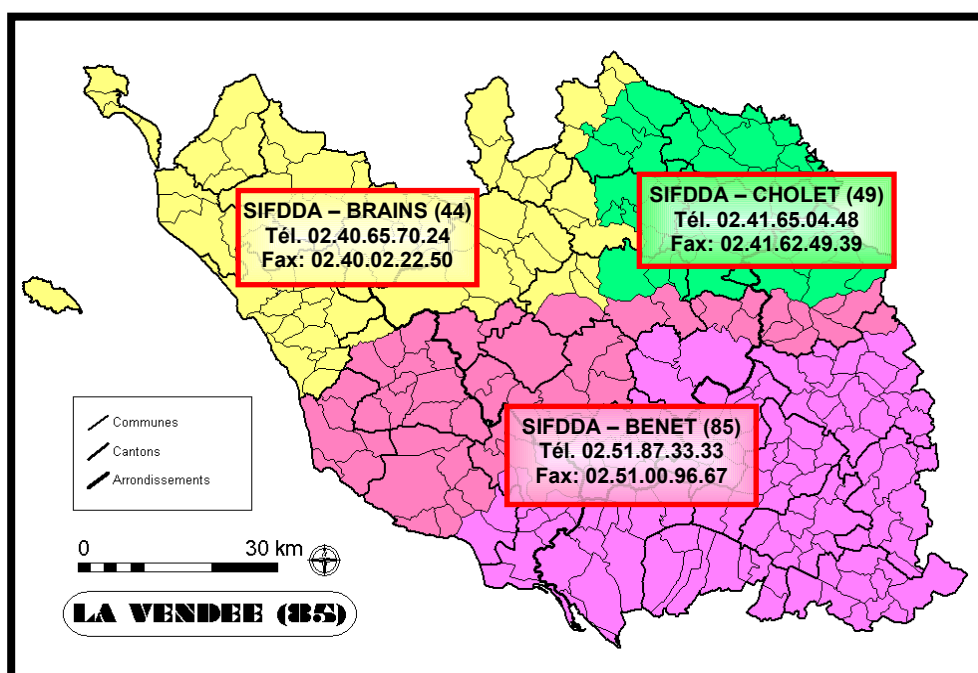 SIFDDA – BRAINS (44)
Tél. 02.40.65.70.24
Fax: 02.40.02.22.50
SIFDDA – CHOLET (49)
Tél. 02.41.65.04.48
Fax: 02.41.62.49.39
SIFDDA – BENET (85)
Tél. 02.51.87.33.33
Fax: 02.51.00.96.67
Communes
Cantons
Arrondissements
0 30 km
LA VENDEE (85)